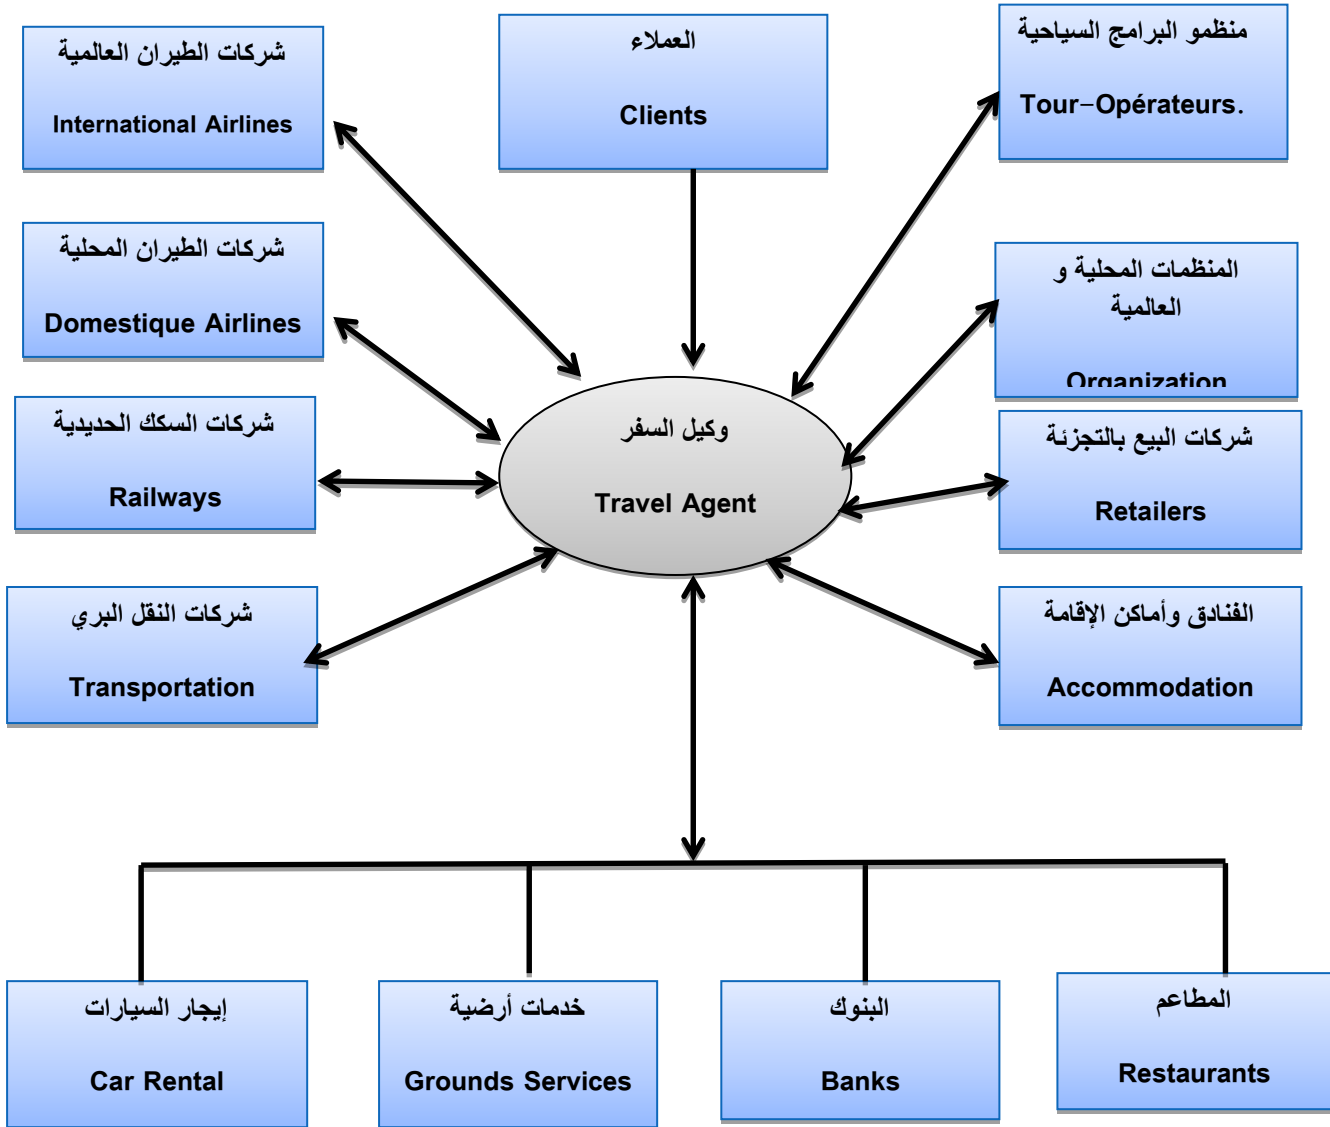 شركات الطيران العالمية
International Airlines
العملاء
Clients
منظمو البرامج السياحية
Tour-Opérateurs.
شركات الطيران المحلية
Domestique Airlines
المنظمات المحلية و
العالمية
Organization
شركات السكك الحديدية
Railways
وكيل السفر
Travel Agent
شركات البيع بالتجزئة
Retailers
شركات النقل البري
Transportation
الفنادق وأماكن الإقامة
Accommodation
إيجار السيارات
Car Rental
خدمات أرضية
Grounds Services
البنوك
Banks
المطاعم
Restaurants